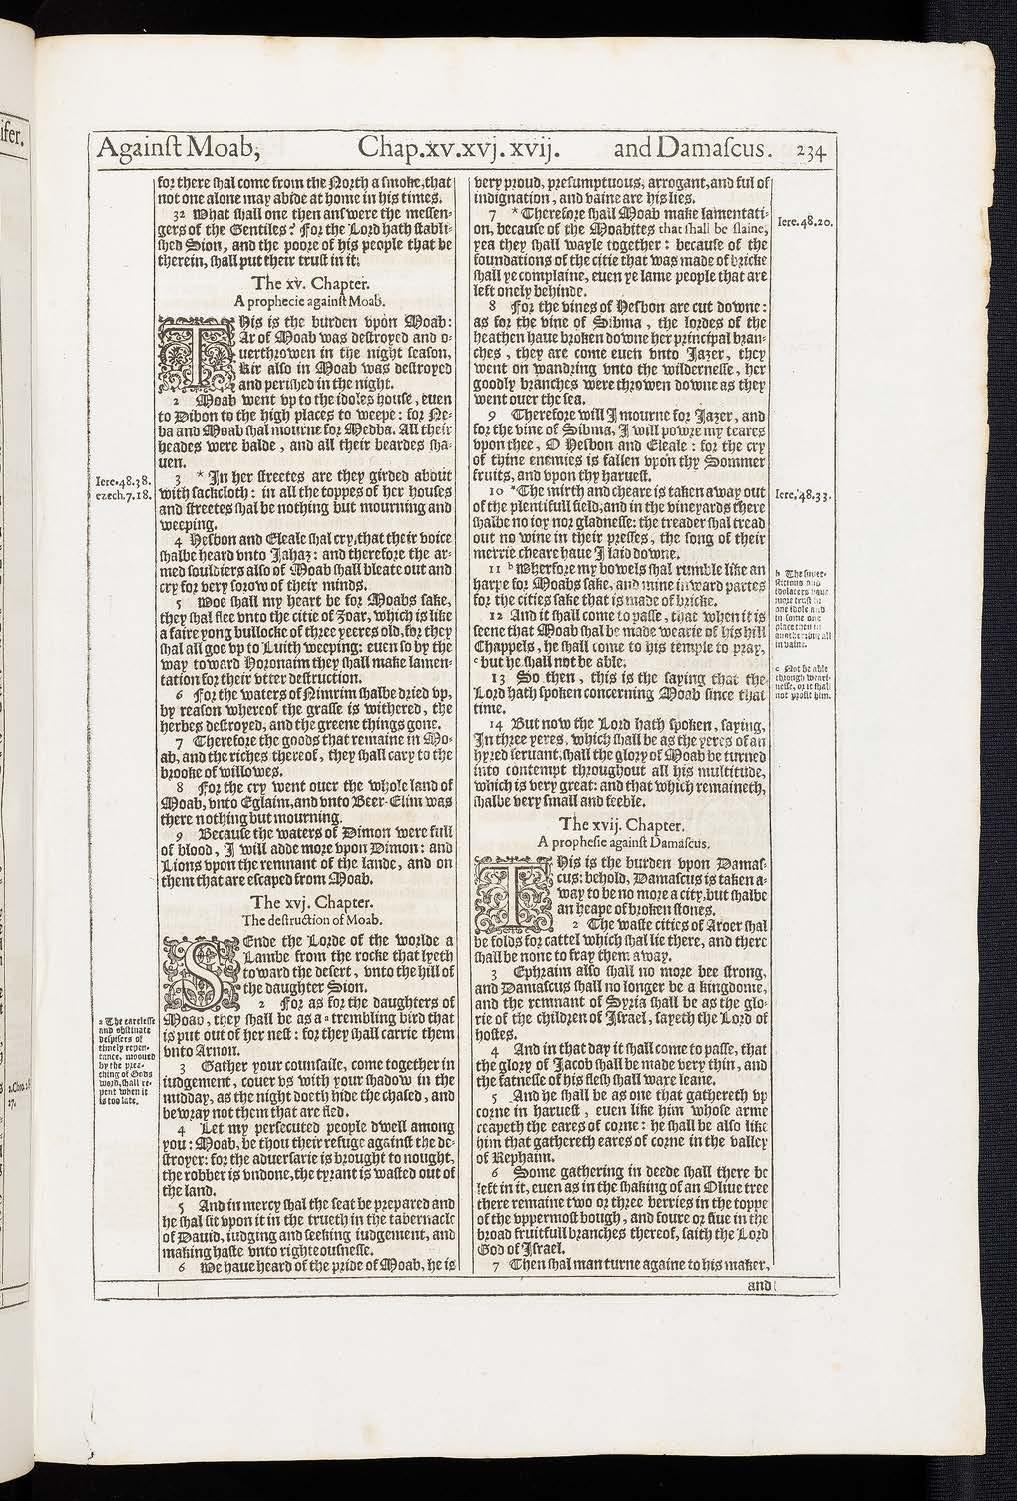 ifer.
Againſt Moab,
Chap.xv.xvj.xvij.
and Damaſcus.
234
for there ſhal come from the North a ſmoke,that
not one alone may abide at home in his times.
32 What ſhall one then anſwere the meſſen-
gers of the Gentiles? For the Lord hath ſtabli-
ſhed Sion, and the poore of his people that be
therein, ſhall put their truſt in it.
The xv. Chapter.
A prophecie againſt Moab.
THis is the burden vpon Moab:
Ar of Moab was deſtroyed and o-
uerthrowen in the night ſeaſon,
Kir alſo in Moab was deſtroyed
and periſhed in the night.
2 Moab went vp to the idoles houſe, euen
to Dibon to the high places to weepe: for Ne-
ba and Moab ſhal mourne for Medba. All their
heades were balde, and all their beardes ſha-
uen.
Iere.48.38.
ezech.7.18.
3 * In her ſtreetes are they girded about
with ſackcloth: in all the toppes of her houſes
and ſtreetes ſhal be nothing but mourning and
weeping.
4 Hesbon and Eleale ſhal cry,that their voice
ſhalbe heard vnto Jahaz: and therefore the ar-
med ſouldiers alſo of Moab ſhall bleate out and
cry for very ſorow of their minds.
5 Woe ſhall my heart be for Moabs ſake,
they ſhal flee vnto the citie of Zoar, which is like
a faire yong bullocke of three yeeres old,for they
ſhal all goe vp to Luith weeping: euen ſo by the
way toward Horonaim they ſhall make lamen-
tation for their vtter deſtruction.
6 For the waters of Nimrim ſhalbe dried vp,
by reaſon whereof the graſſe is withered, the
herbes deſtroyed, and the greene things gone.
7 Therefore the goods that remaine in Mo-
ab, and the riches thereof, they ſhall cary to the
brooke of willowes.
8 For the cry went ouer the whole land of
Moab, vnto Eglaim,and vnto Beer-Elim was
there nothing but mourning.
9 Becauſe the waters of Dimon were full
of blood, I will adde more vpon Dimon: and
Lions vpon the remnant of the lande, and on
them that are eſcaped from Moab.
The xvj. Chapter.
The deſtruction of Moab.
SEnde the Lorde of the worlde a
Lambe from the rocke that lyeth
toward the deſert, vnto the hill of
the daughter Sion.
2 For as for the daughters of
Moab, they ſhall be as a a trembling bird that
is put out of her neſt: for they ſhall carrie them
vnto Arnon.
a The careleſſe
and obſtinate
deſpiſers of
timely repen-
tance, mooued
by the prea-
ching of Gods
word,ſhall re-
pent when it
is too late.
3 Gather your counſaile, come together in
iudgement, couer vs with your ſhadow in the
midday, as the night doeth hide the chaſed, and
bewray not them that are fled.
4 Let my perſecuted people dwell among
you: Moab, be thou their refuge againſt the de-
ſtroyer: for the aduerſarie is brought to nought,
the robber is vndone,the tyrant is waſted out of
the land.
5 And in mercy ſhal the ſeat be prepared and
he ſhal ſit vpon it in the trueth in the tabernacle
of Dauid, iudging and ſeeking iudgement, and
making haſte vnto righteouſneſſe.
6 We haue heard of the pride of Moab, he is
very proud, preſumptuous, arrogant,and ful of
indignation, and vaine are his lies.
7 * Therefore ſhall Moab make lamentati-
on, becauſe of the Moabites that ſhall be ſlaine,
yea they ſhall wayle together: becauſe of the
foundations of the citie that was made of bricke
ſhall ye complaine, euen ye lame people that are
left onely behinde.
Iere.48.20.
8 For the vines of Hesbon are cut downe:
as for the vine of Sibma, the lordes of the
heathen haue broken downe her principal bran-
ches, they are come euen vnto Jazer, they
went on wandring vnto the wilderneſſe, her
goodly branches were throwen downe as they
went ouer the ſea.
9 Therefore will I mourne for Jazer, and
for the vine of Sibma, I will powre my teares
vpon thee, O Hesbon and Eleale: for the cry
of thine enemies is fallen vpon thy Sommer
fruits, and vpon thy harueſt.
10 *The mirth and cheare is taken away out
of the plentifull field,and in the vineyards there
ſhalbe no ioy nor gladneſſe: the treader ſhal tread
out no wine in their preſſes, the ſong of their
merrie cheare haue I laid downe.
Iere.48.33.
11 b Wherfore my bowels ſhal rumble like an
harpe for Moabs ſake, and mine inward partes
for the cities ſake that is made of bricke.
12 And it ſhall come to paſſe, that when it is
ſeene that Moab ſhal be made wearie of his hill
Chappels, he ſhall come to his temple to pray,
c but he ſhall not be able.
b The ſuper-
ſtitious and
idolaters haue
more truſt in
one idole and
in ſome one
place then in
another: but all
in vaine.
c Not be able
through weari-
neſſe, or it ſhal
not profit him.
13 So then, this is the ſaying that the
Lord hath ſpoken concerning Moab ſince that
time.
14 But now the Lord hath ſpoken, ſaying,
In three yeres, which ſhall be as the yeres of an
hyred ſeruant,ſhall the glory of Moab be turned
into contempt throughout all his multitude,
which is very great: and that which remaineth,
ſhalbe very ſmall and feeble.
The xvij. Chapter.
A propheſie againſt Damaſcus.
THis is the burden vpon Damaſ-
cus: behold, Damaſcus is taken a-
way to be no more a city,but ſhalbe
an heape of broken ſtones.
2 The waſte cities of Aroer ſhal
be folds for cattel which ſhal lie there, and there
ſhall be none to fray them away.
3 Ephraim alſo ſhall no more bee ſtrong,
and Damaſcus ſhall no longer be a kingdome,
and the remnant of Syria ſhall be as the glo-
rie of the children of Iſrael, ſayeth the Lord of
hoſtes.
4 And in that day it ſhall come to paſſe, that
the glory of Jacob ſhall be made very thin, and
the fatneſſe of his fleſh ſhall waxe leane.
5 And he ſhall be as one that gathereth vp
corne in harueſt, euen like him whoſe arme
reapeth the eares of corne: he ſhall be alſo like
him that gathereth eares of corne in the valley
of Rephaim.
6 Some gathering in deede ſhall there be
left in it, euen as in the ſhaking of an Oliue tree
there remaine two or three berries in the toppe
of the vppermoſt bough, and foure or fiue in the
broad fruitfull branches thereof, ſaith the Lord
God of Iſrael.
7 Then ſhal man turne againe to his maker,
and